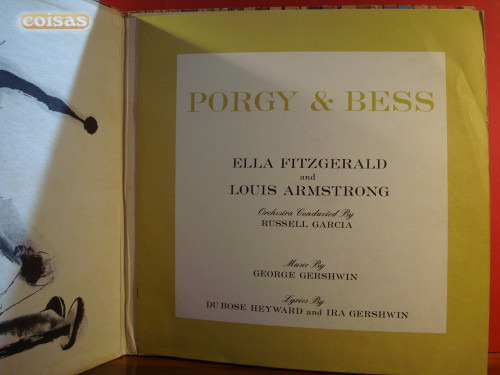 coisas
PORGY & BESS
ELLA FITZGERALD
and
LOUIS ARMSTRONG
Orchestra Conducted By
RUSSELL GARCIA
Music By
GEORGE GERSHWIN
Lyrics By
DU BOSE HEYWARD and IRA GERSHWIN